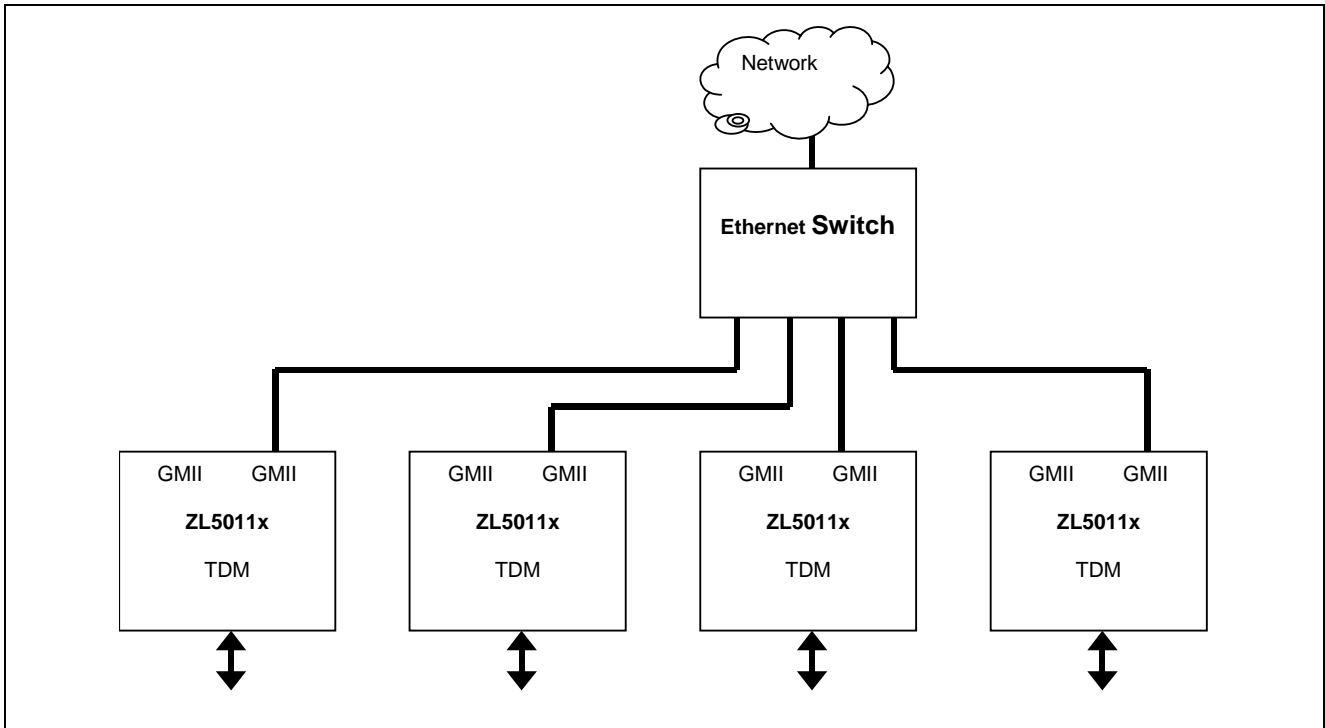 Network
Ethernet Switch
GMII GMII
ZL5011x
TDM
GMII GMII
ZL5011x
TDM
GMII GMII
ZL5011x
TDM
GMII GMII
ZL5011x
TDM